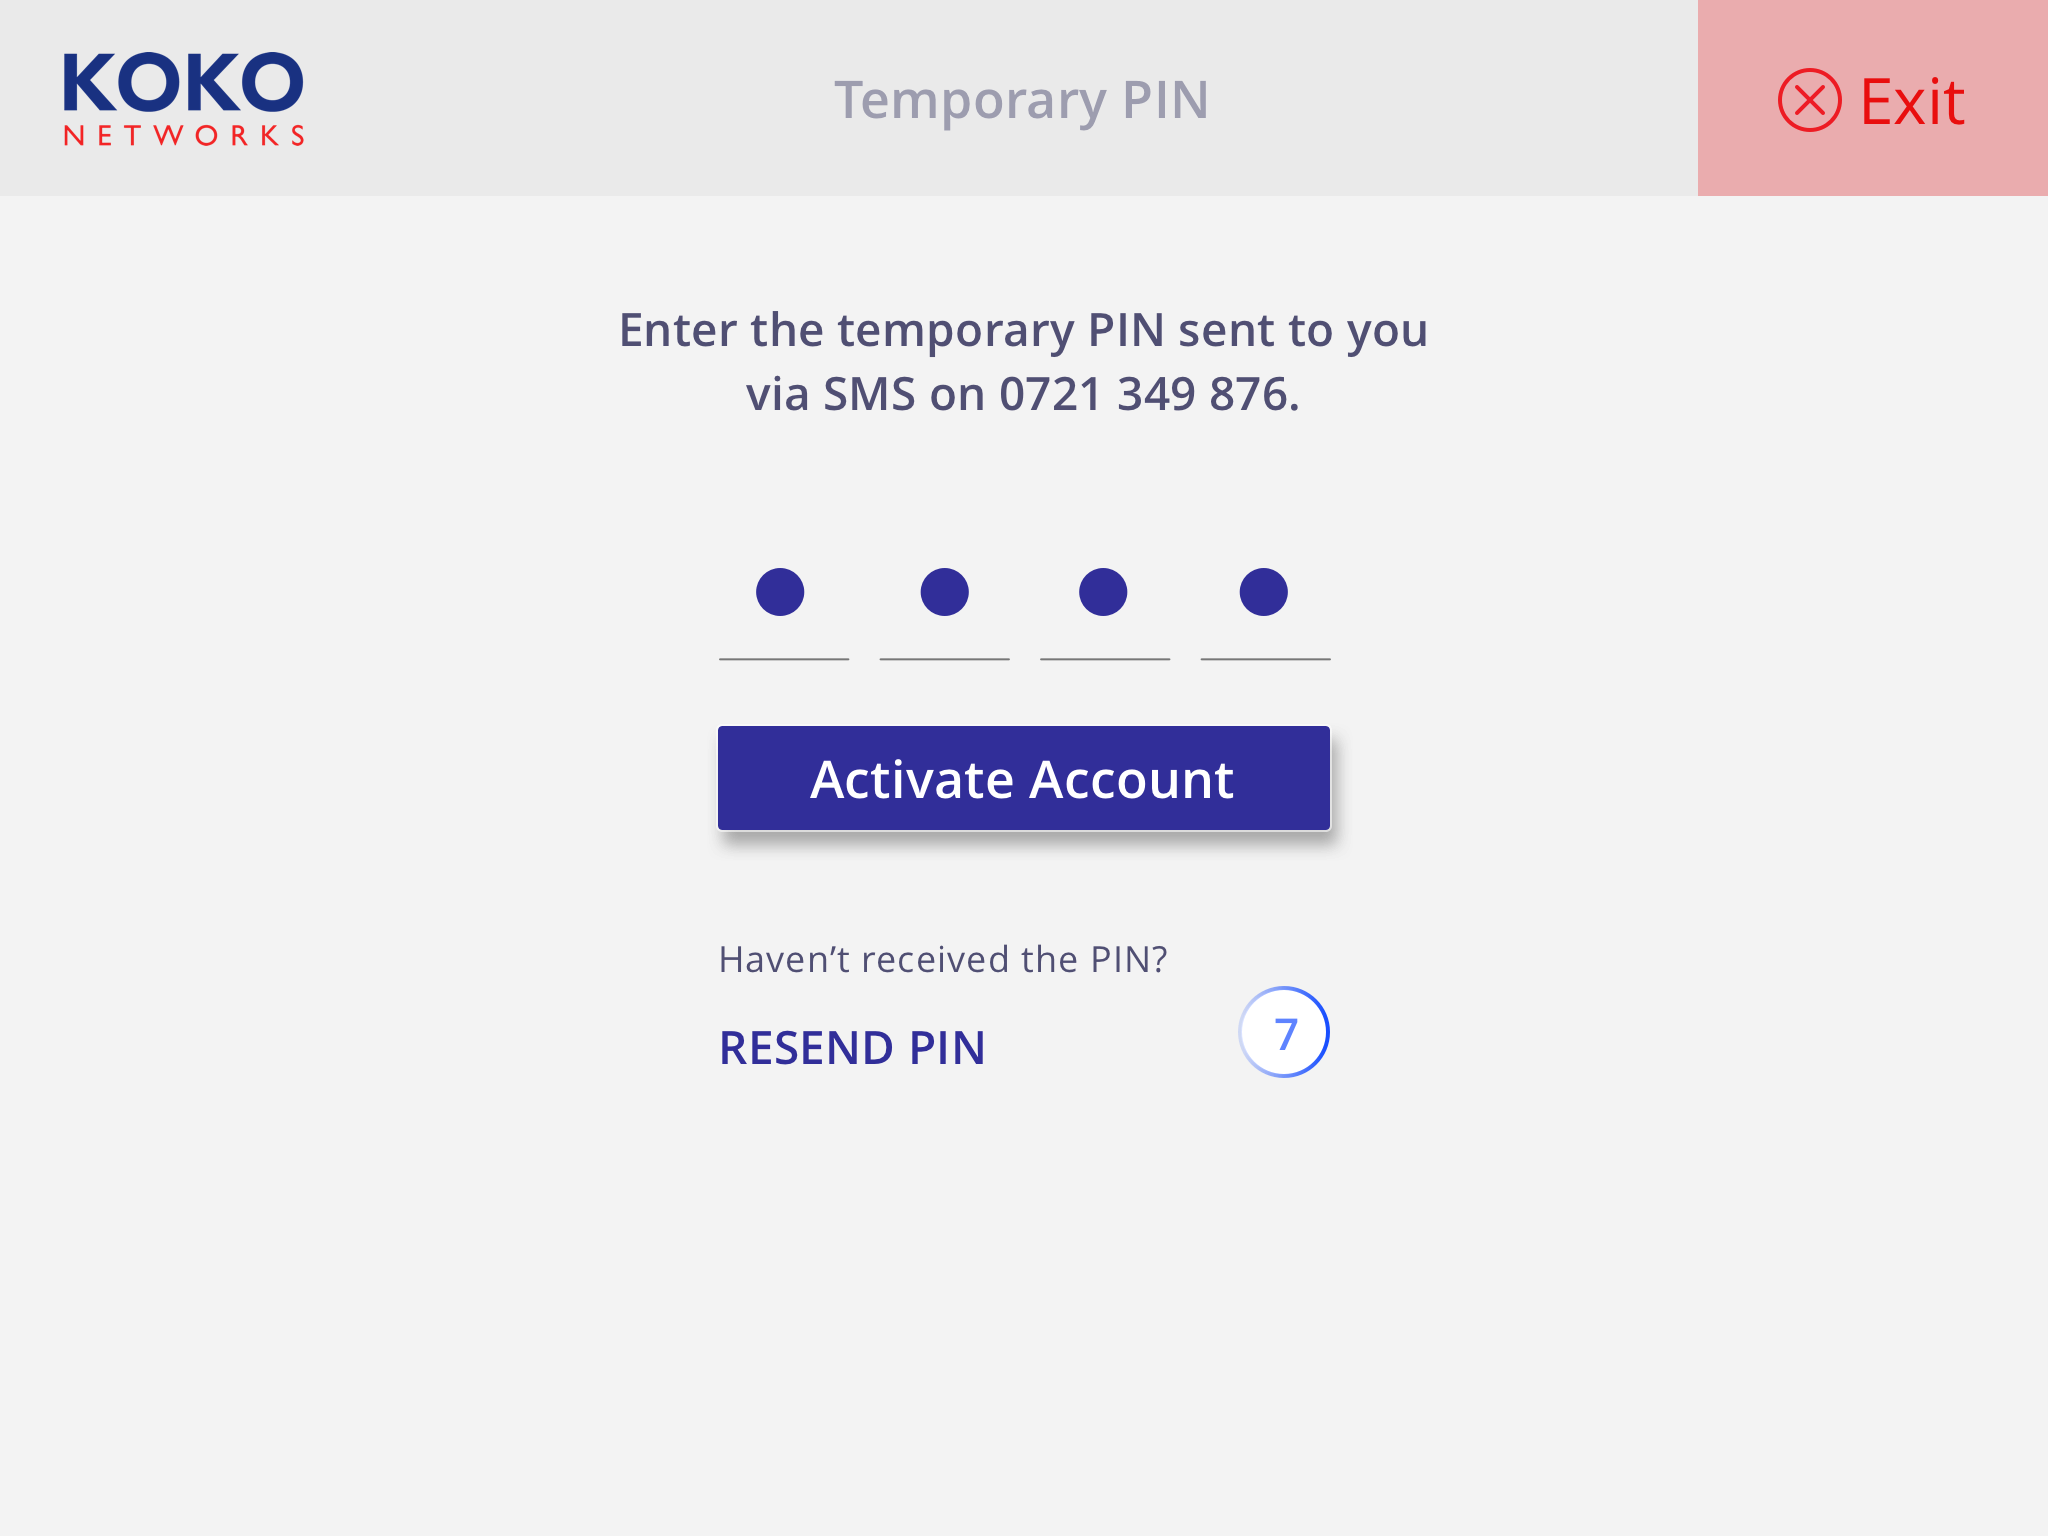 KOKO
NETWORKS
Temporary PIN
Exit
Enter the temporary PIN sent to you
via SMS on 0721 349 876.
Activate Account
Haven’t received the PIN?
RESEND PIN
7